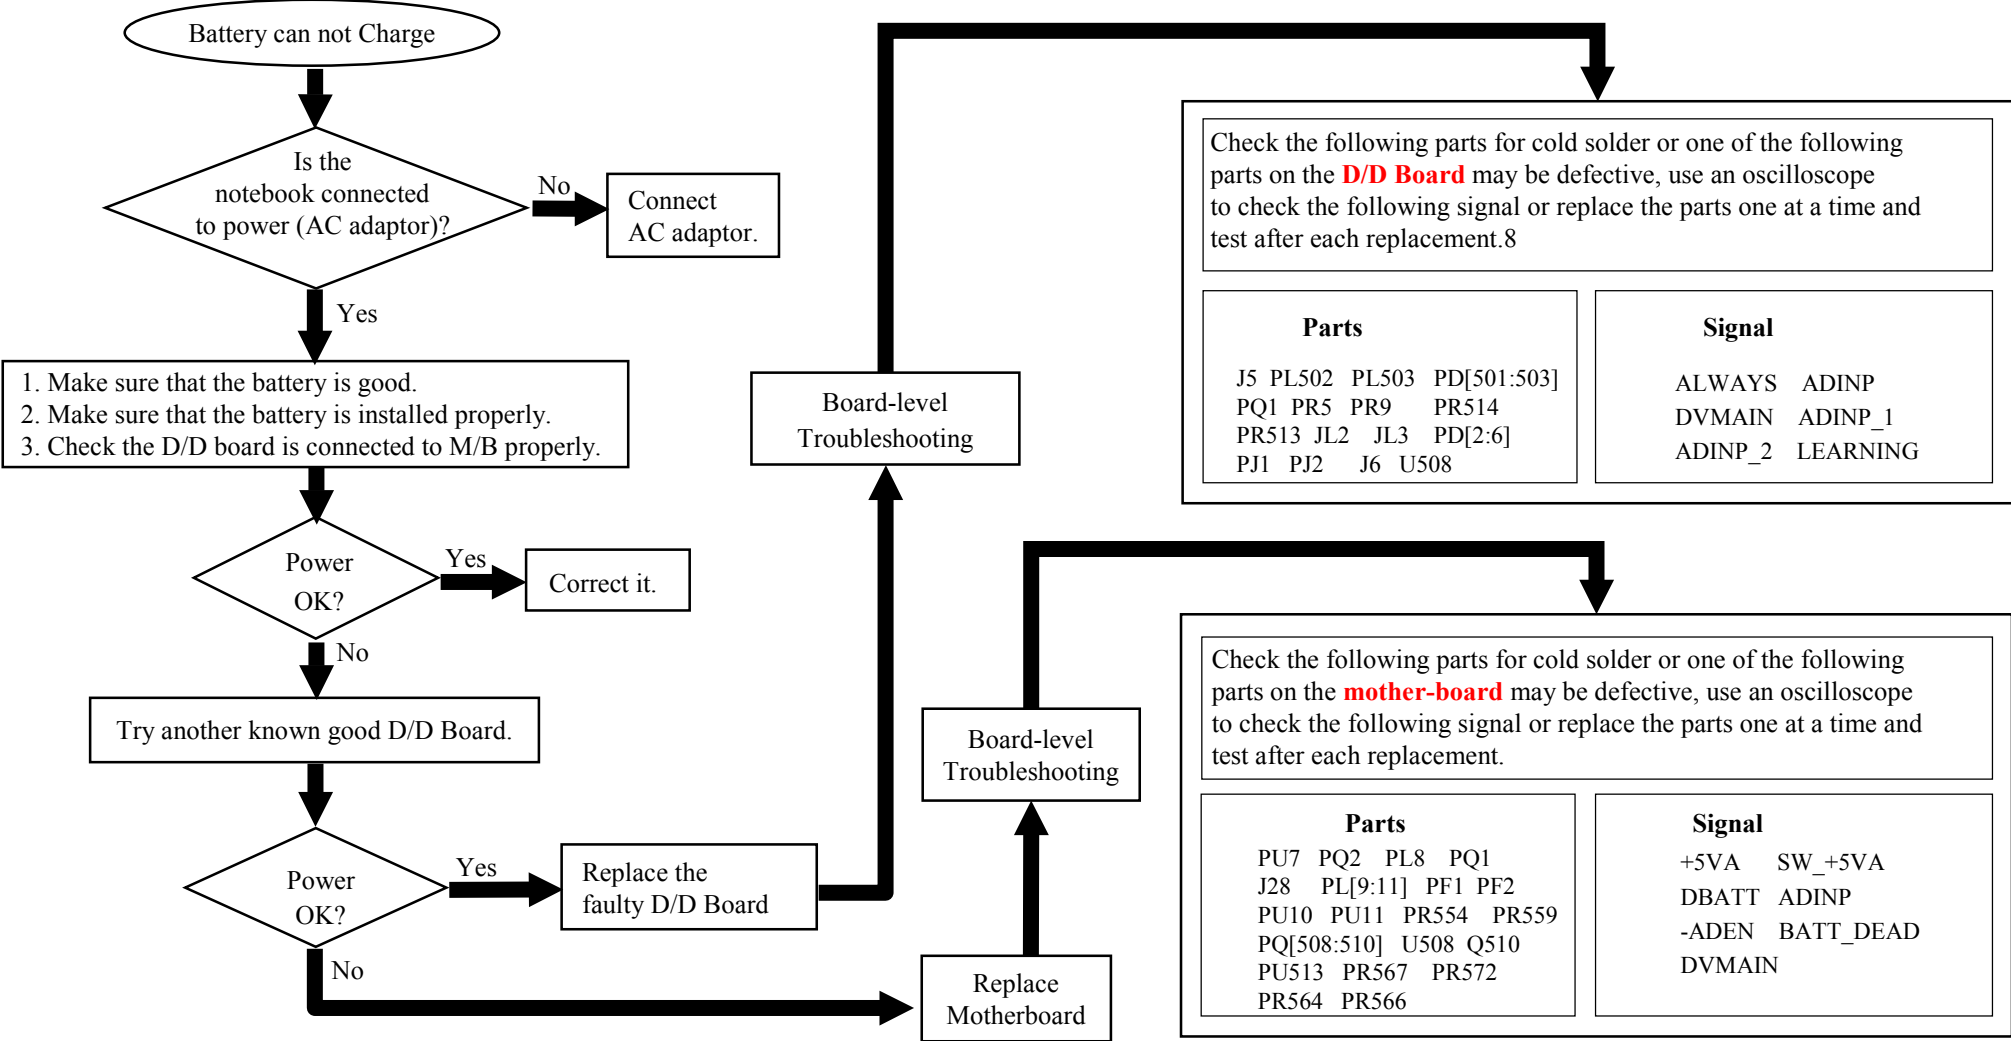 Battery can not Charge
Is the
notebook connected
to power (AC adaptor)?
No
Connect
AC adaptor.
Yes
1. Make sure that the battery is good.
2. Make sure that the battery is installed properly.
3. Check the D/D board is connected to M/B properly.
Power
OK?
Yes
Correct it.
No
Try another known good D/D Board.
Power
OK?
Yes
Replace the
faulty D/D Board
No
Board-level
Troubleshooting
Replace
Motherboard
Board-level
Troubleshooting
Check the following parts for cold solder or one of the following
parts on the D/D Board may be defective, use an oscilloscope
to check the following signal or replace the parts one at a time and
test after each replacement.8
Parts
J5 PL502 PL503 PD[501:503]
PQ1 PR5 PR9 PR514
PR513 JL2 JL3 PD[2:6]
PJ1 PJ2 J6 U508
Signal
ALWAYS ADINP
DVMAIN ADINP_1
ADINP_2 LEARNING
Check the following parts for cold solder or one of the following
parts on the mother-board may be defective, use an oscilloscope
to check the following signal or replace the parts one at a time and
test after each replacement.
Parts
PU7 PQ2 PL8 PQ1
J28 PL[9:11] PF1 PF2
PU10 PU11 PR554 PR559
PQ[508:510] U508 Q510
PU513 PR567 PR572
PR564 PR566
Signal
+5VA SW_+5VA
DBATT ADINP
-ADEN BATT_DEAD
DVMAIN